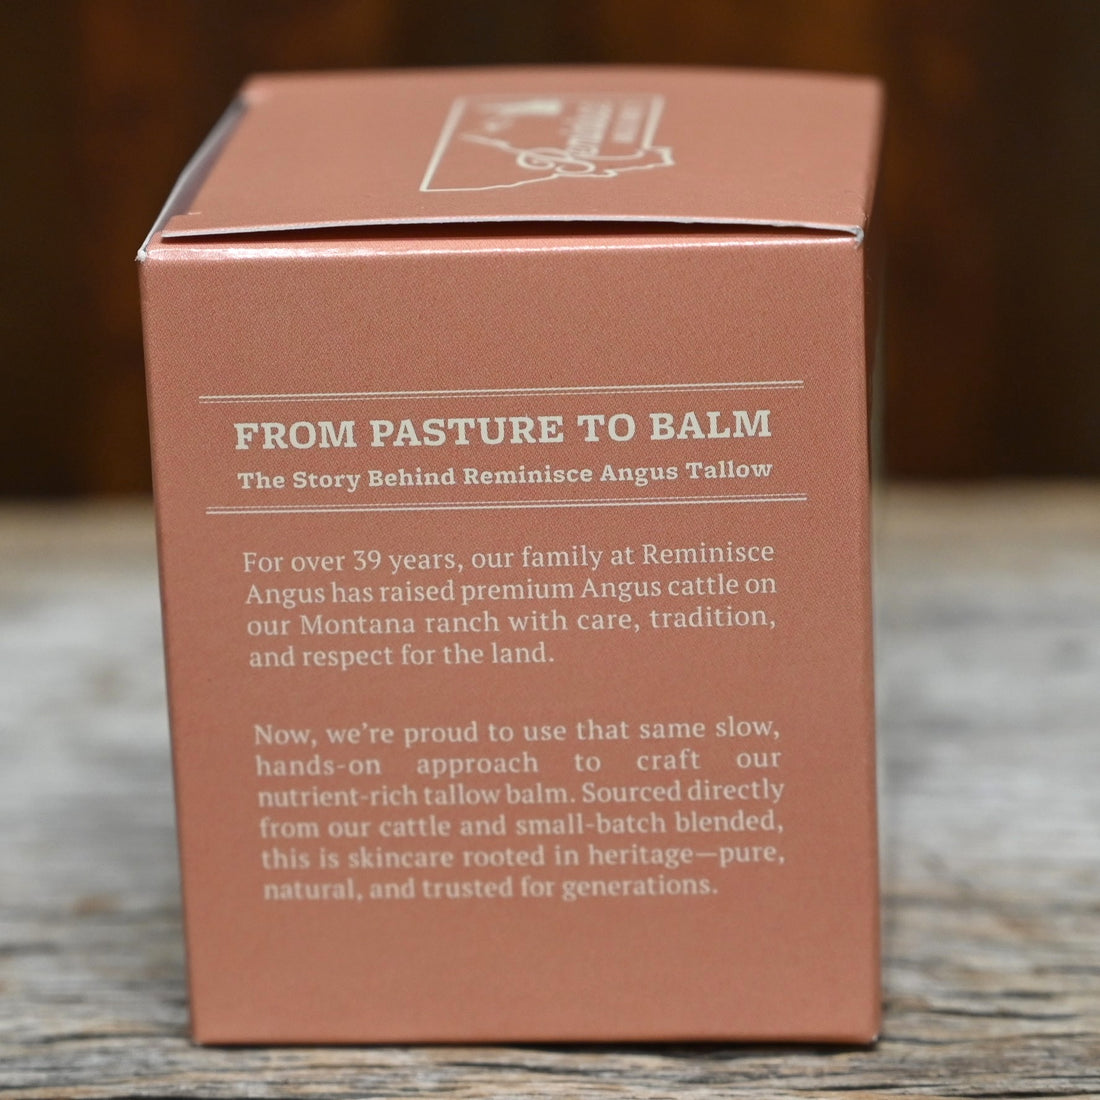 Reminisce
FROM PASTURE TO BALM
The Story Behind Reminisce Angus Tallow
For over 39 years, our family at Reminisce
Angus has raised premium Angus cattle on
our Montana ranch with care, tradition,
and respect for the land.
Now, we’re proud to use that same slow,
hands-on approach to craft our
nutrient-rich tallow balm. Sourced directly
from our cattle and small-batch blended,
this is skincare rooted in heritage—pure,
natural, and trusted for generations.